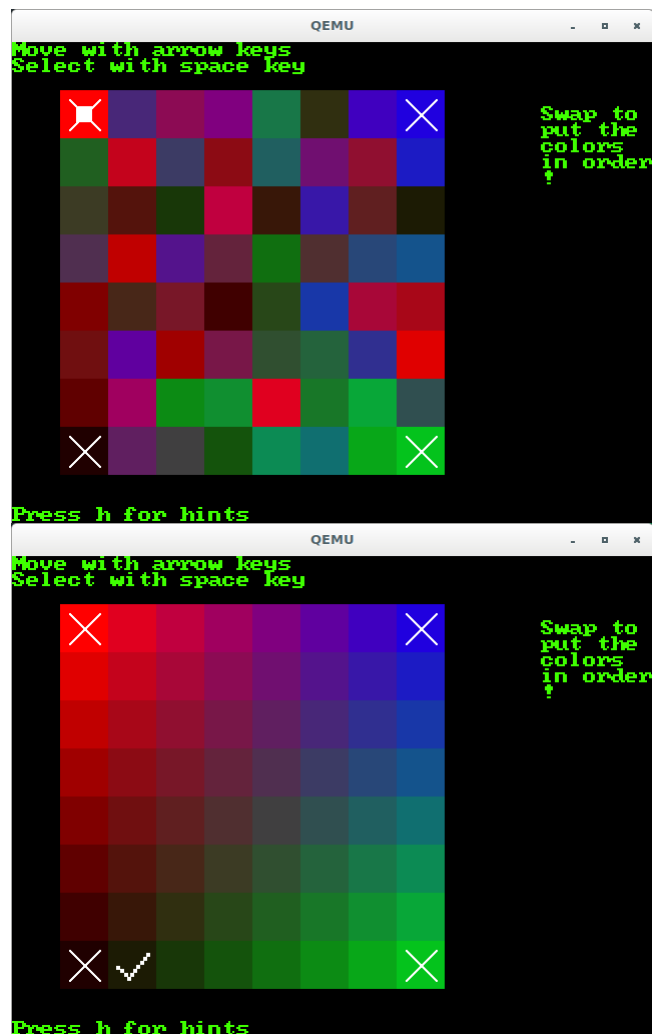 QEMU
Move with arrow keys
Select with space key
Swap to
put the
colors
in order
!
Press h for hints
QEMU
Move with arrow keys
Select with space key
Swap to
put the
colors
in order
!
Press h for hints